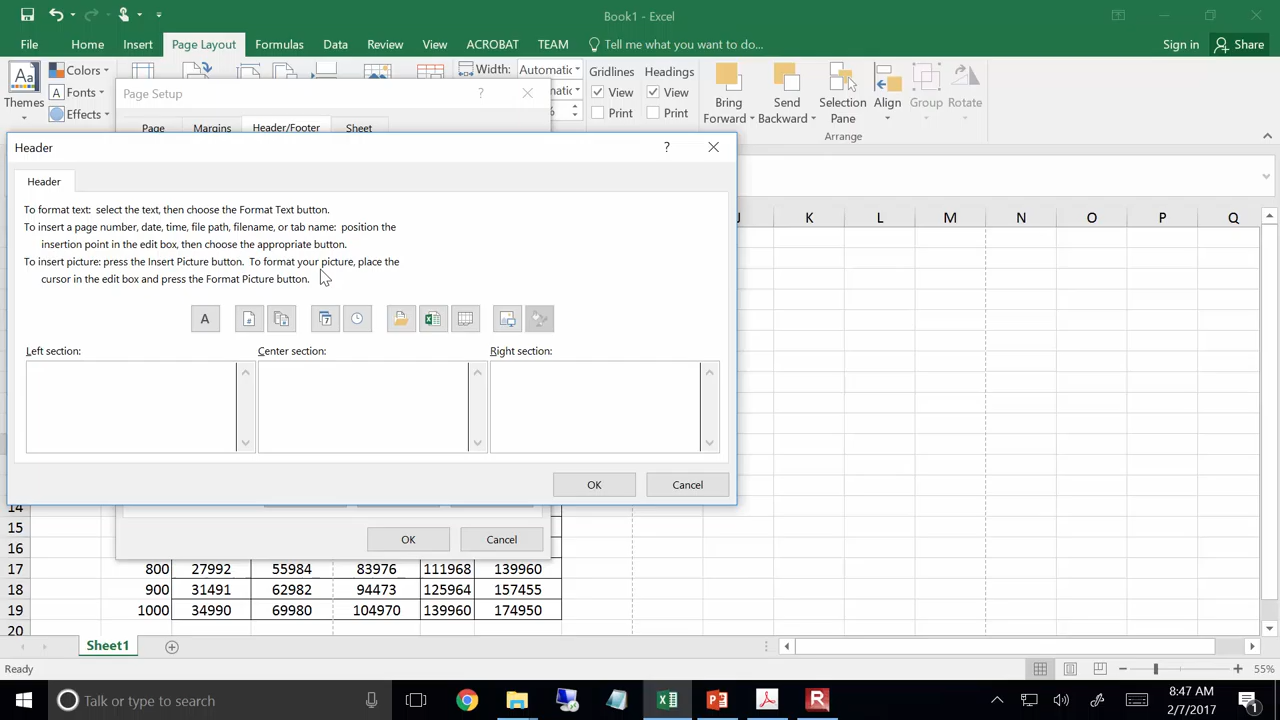 Book1 - Excel
File Home Insert Page Layout Formulas Data Review View ACROBAT TEAM Tell me what you want to do... Sign in Share
Aa
Themes
Colors
Fonts
Effects
Width: Automatic
Gridlines
View
Print
Headings
View
Print
Bring
Forward
Send
Backward
Selection
Pane
Align
Group
Rotate
Arrange
Page Setup
Page Margins Header/Footer Sheet
Header
Header
To format text: select the text, then choose the Format Text button.
To insert a page number, date, time, file path, filename, or tab name: position the
insertion point in the edit box, then choose the appropriate button.
To insert picture: press the Insert Picture button. To format your picture, place the
cursor in the edit box and press the Format Picture button.
A
Left section: Center section: Right section:
OK Cancel
OK Cancel
J K L M N O P Q
14
15
16
17 800 27992 55984 83976 111968 139960
18 900 31491 62982 94473 125964 157455
19 1000 34990 69980 104970 139960 174950
20
Sheet1
Ready
55%
Talk or type to search
8:47 AM
2/7/2017
1